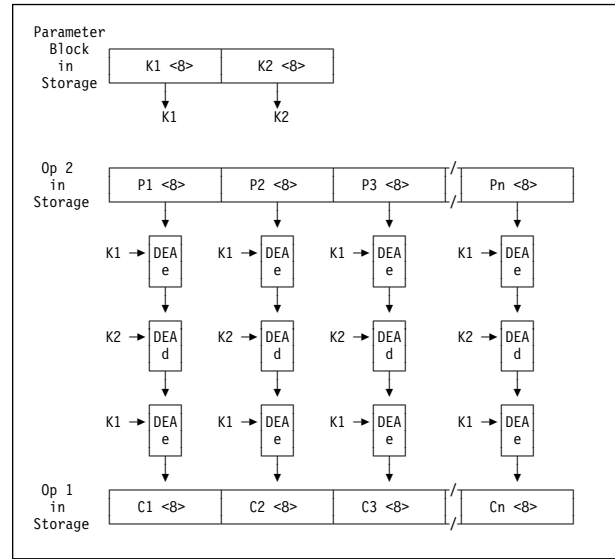 Parameter
Block
in
Storage
K1 <8> K2 <8>
K1 K2
Op 2
in
Storage
P1 <8> P2 <8> P3 <8> Pn <8>
K1 DEA e K1 DEA e K1 DEA e K1 DEA e
K2 DEA d K2 DEA d K2 DEA d K2 DEA d
K1 DEA e K1 DEA e K1 DEA e K1 DEA e
Op 1
in
Storage
C1 <8> C2 <8> C3 <8> Cn <8>